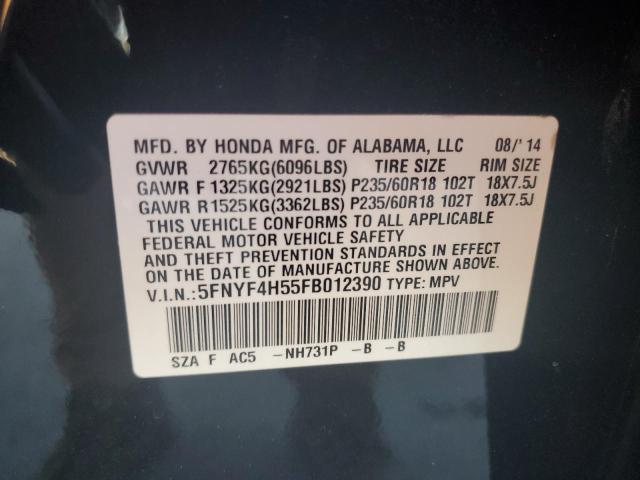 MFD. BY HONDA MFG. OF ALABAMA, LLC 08/'14
GVWR 2765KG(6096LBS) TIRE SIZE RIM SIZE
GAWR F 1325KG(2921LBS) P235/60R18 102T 18X7.5J
GAWR R 1525KG(3362LBS) P235/60R18 102T 18X7.5J
THIS VEHICLE CONFORMS TO ALL APPLICABLE
FEDERAL MOTOR VEHICLE SAFETY
AND THEFT PREVENTION STANDARDS IN EFFECT
ON THE DATE OF MANUFACTURE SHOWN ABOVE.
V.I.N.:5FNYF4H55FB012390 TYPE: MPV
SZA F AC5 -NH731P -B -B